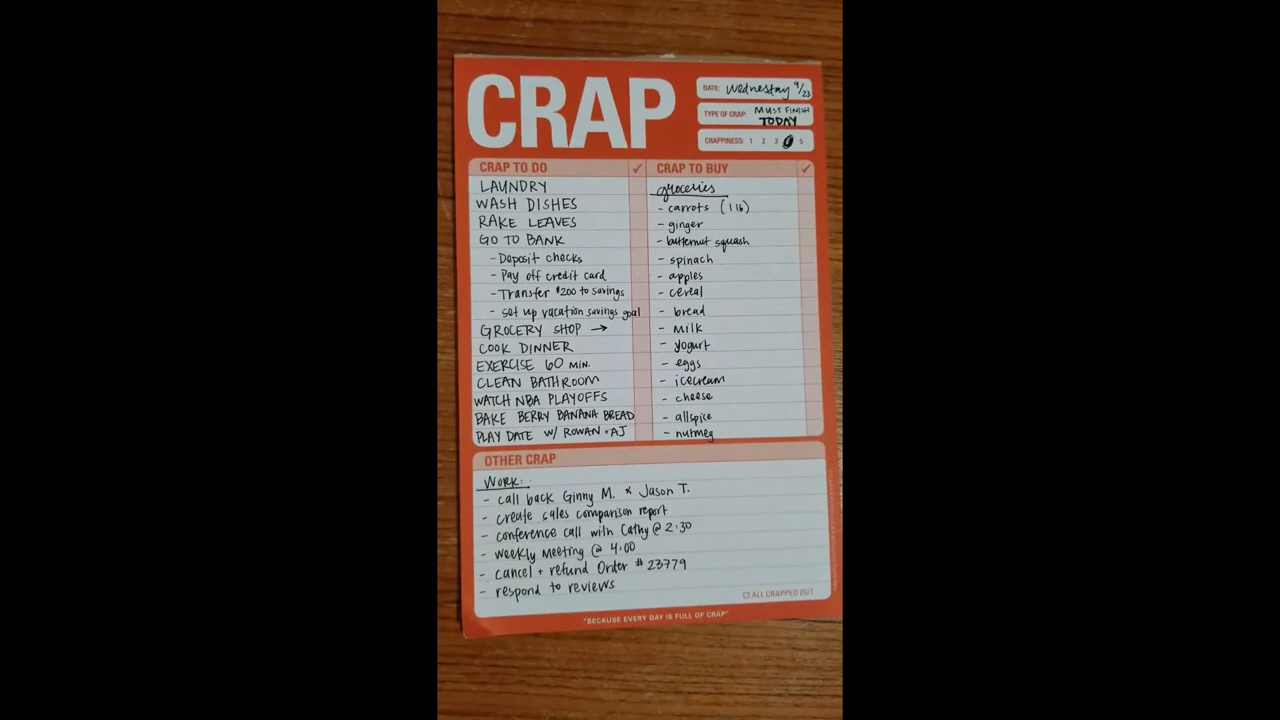 CRAP
DATE: Wednesday 9/23
TYPE OF CRAP: MUST FINISH TODAY
CRAPPINESS: 1 2 3 5
CRAP TO DO ✓
LAUNDRY
WASH DISHES
RAKE LEAVES
GO TO BANK
- Deposit checks
- Pay off credit card
- Transfer $200 to savings
- set up vacation savings goal
GROCERY SHOP →
COOK DINNER
EXERCISE 60 MIN.
CLEAN BATHROOM
WATCH NBA PLAYOFFS
BAKE BERRY BANANA BREAD
PLAY DATE W/ ROWAN + AJ
CRAP TO BUY ✓
groceries
- carrots (1 lb)
- ginger
- butternut squash
- spinach
- apples
- cereal
- bread
- milk
- yogurt
- eggs
- icecream
- cheese
- allspice
- nutmeg
OTHER CRAP
WORK:
- call back Ginny M. * Jason T.
- create sales comparison report
- conference call with Cathy @ 2:30
- weekly Meeting @ 4:00
- cancel + refund Order # 23779
- respond to reviews
☐ ALL CRAPPED OUT
"BECAUSE EVERY DAY IS FULL OF CRAP"